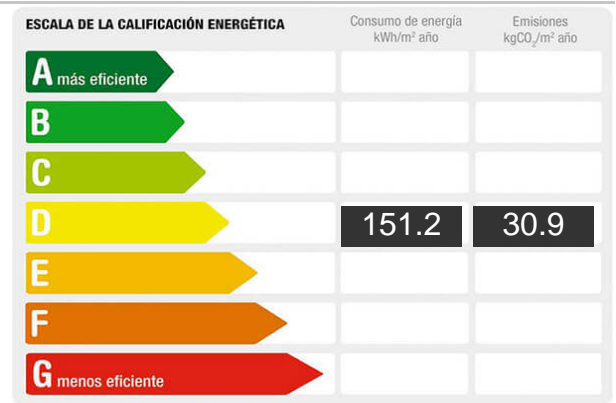 ESCALA DE LA CALIFICACIÓN ENERGÉTICA
Consumo de energía
kWh/m² año
Emisiones
kgCO₂/m² año
A más eficiente
B
C
D 151.2 30.9
E
F
G menos eficiente